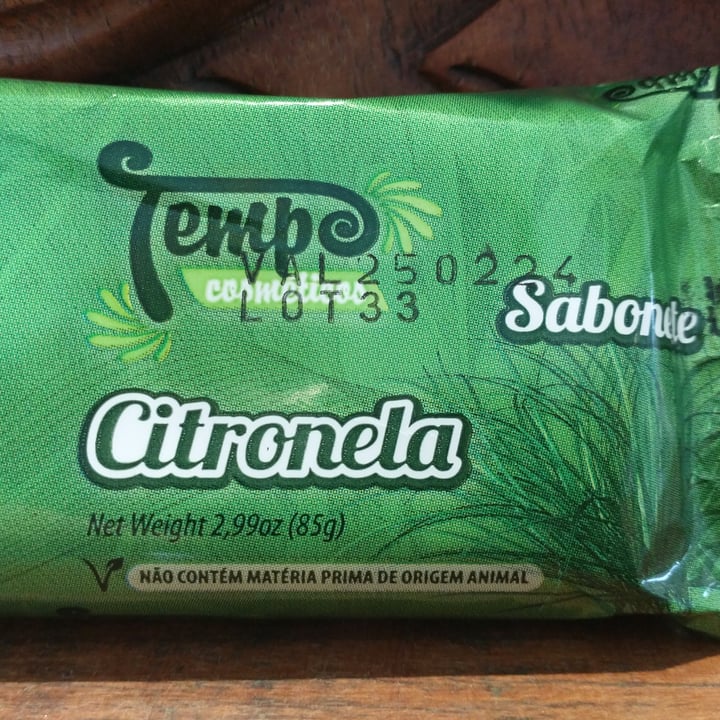 Tempo
cosméticos
VAL250224
LOT33
Sabonete
Citronela
Net Weight 2,99oz (85g)
NÃO CONTÉM MATÉRIA PRIMA DE ORIGEM ANIMAL